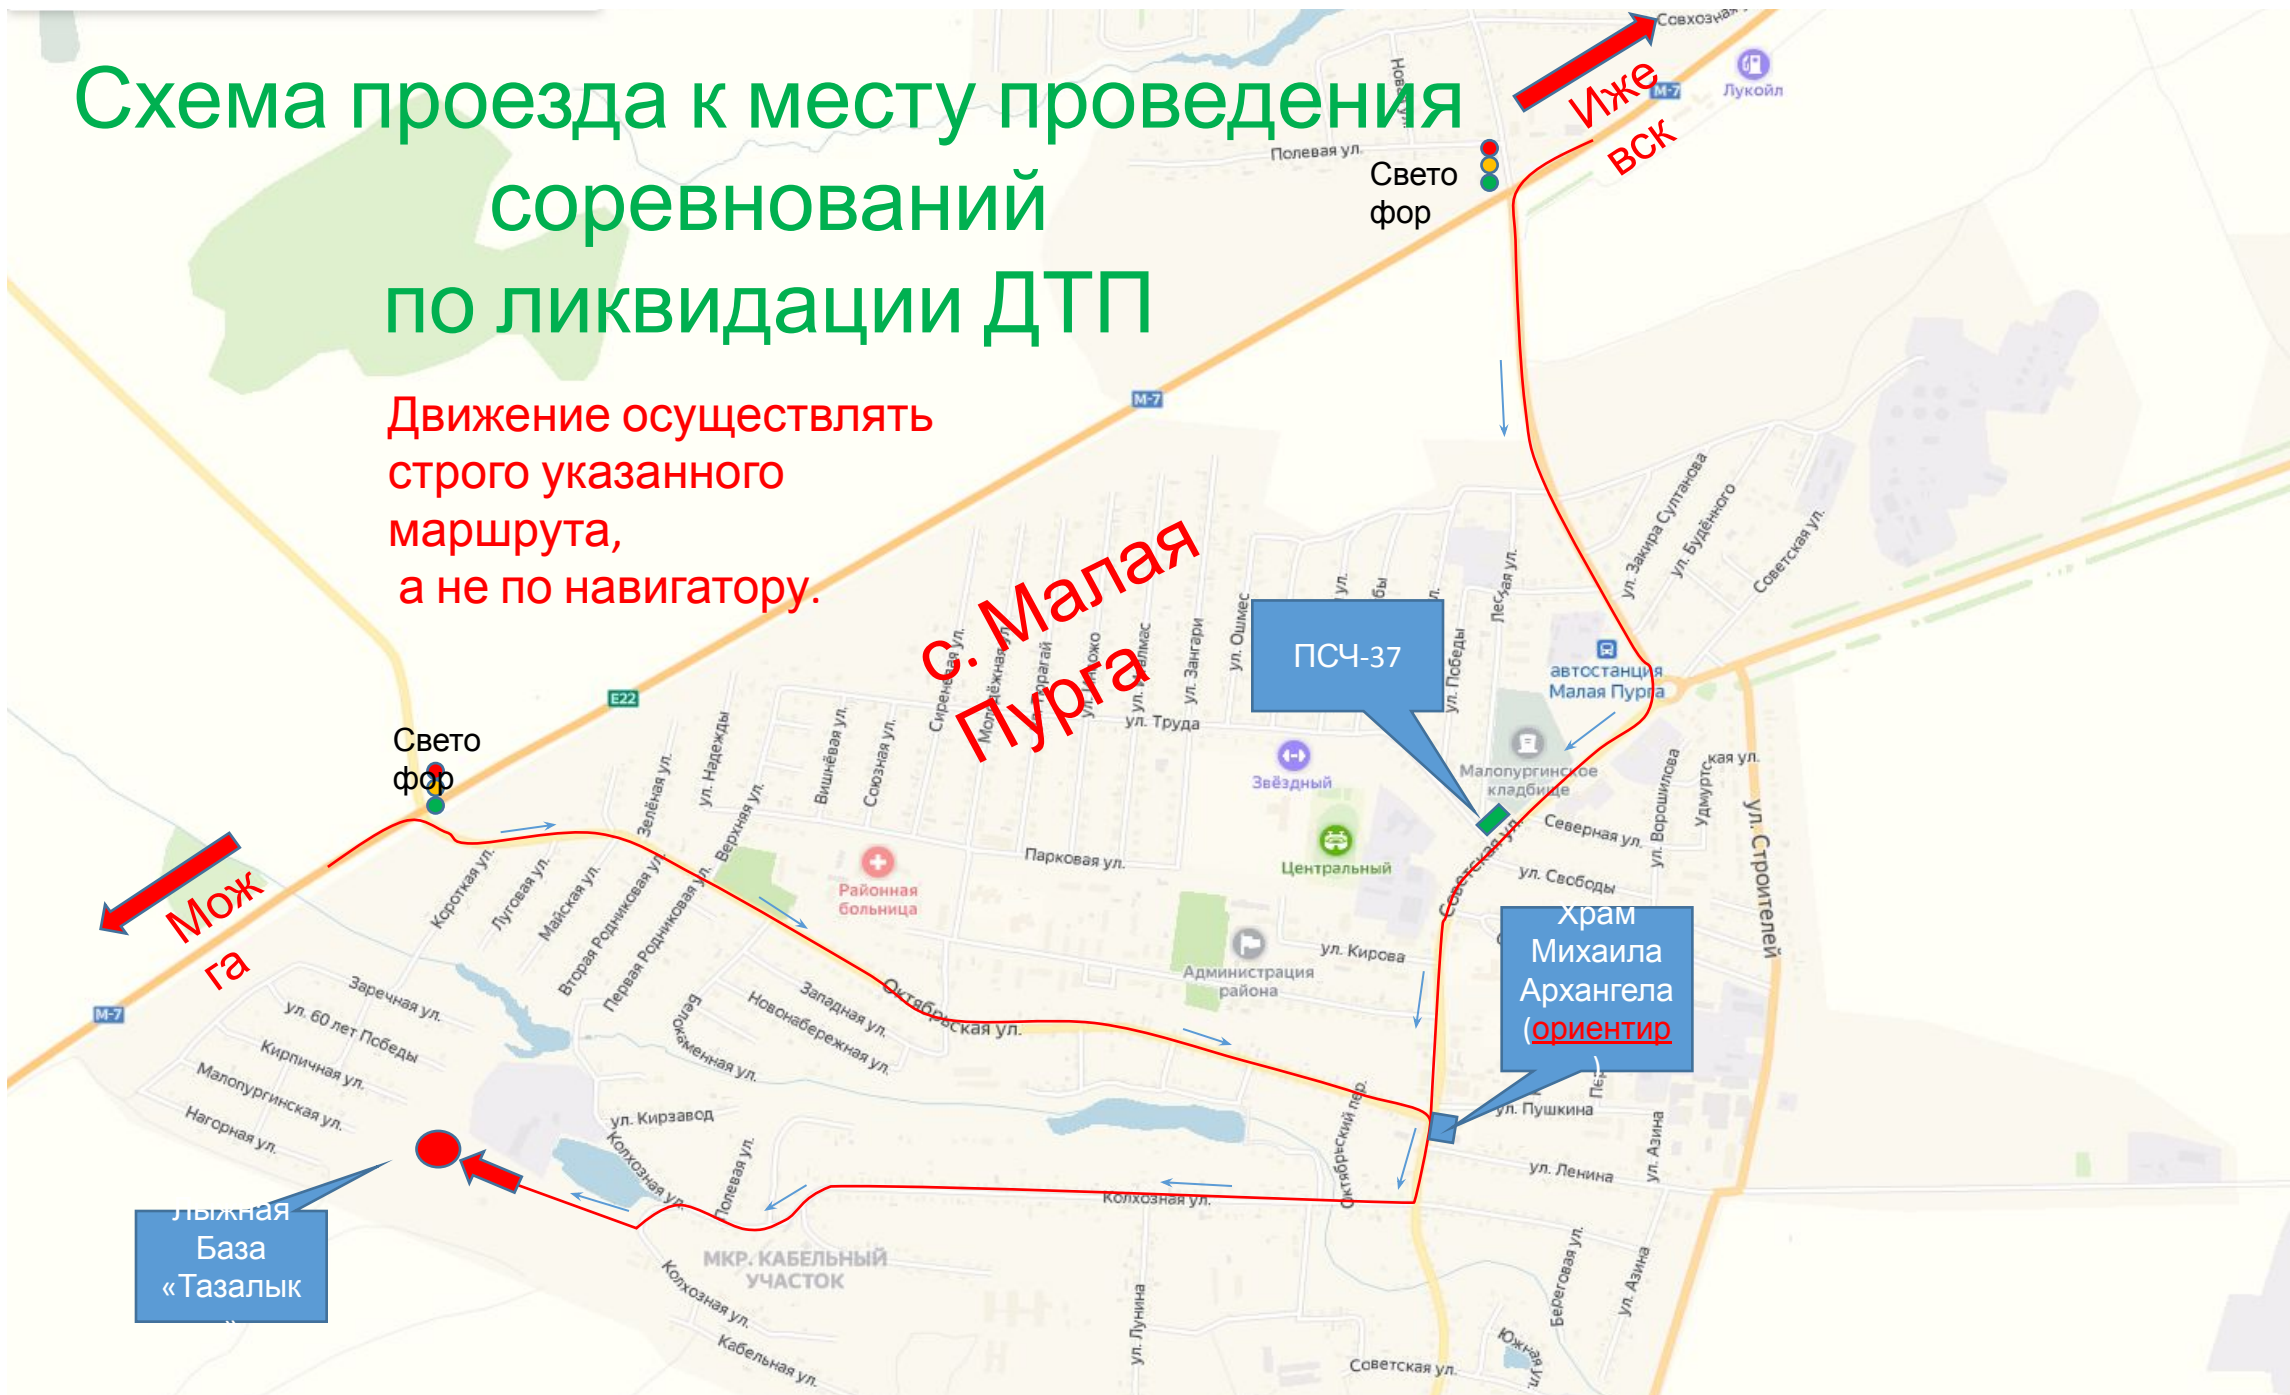 Схема проезда к месту проведения
соревнований
по ликвидации ДТП
Движение осуществлять
строго указанного
маршрута,
а не по навигатору.
Совхозная
Иже
вск
М-7
Лукойл
Полевая ул.
Свето
фор
М-7
с. Малая
Пурга
Е22
Свето
фор
Мож
га
М-7
ПСЧ-37
автостанция
Малая Пурга
ул. Закира Султанова
ул. Будённого
Советская ул.
Лесная ул.
ул. Победы
ул. Ошмес
ул. Зангари
Сиреневая ул.
ул. Труда
Звёздный
Малопургинское
кладбище
ул. Надежды
Вишнёвая ул.
Союзная ул.
Зелёная ул.
Верхняя ул.
Парковая ул.
Центральный
Районная
больница
Советская ул.
Северная ул.
ул. Ворошилова
ул. Свободы
ул. Строителей
Короткая ул.
Луговая ул.
Майская ул.
Вторая Родниковая ул.
Первая Родниковая ул.
ул. Кирова
Администрация
района
Храм
Михаила
Архангела
(ориентир
)
Заречная ул.
ул. 60 лет Победы
Кирпичная ул.
Малопургинская ул.
Нагорная ул.
Белокаменная ул.
Новонабережная ул.
Западная ул.
Октябрьская ул.
ул. Кирзавод
Колхозная ул.
Полевая ул.
Октябрьский пер.
ул. Пушкина
ул. Ленина
ул. Азина
Колхозная ул.
Лыжная
База
«Тазалык
»
МКР. КАБЕЛЬНЫЙ
УЧАСТОК
Колхозная ул.
Кабельная ул.
ул. Лунина
Береговая ул.
ул. Азина
Южная ул.
Советская ул.